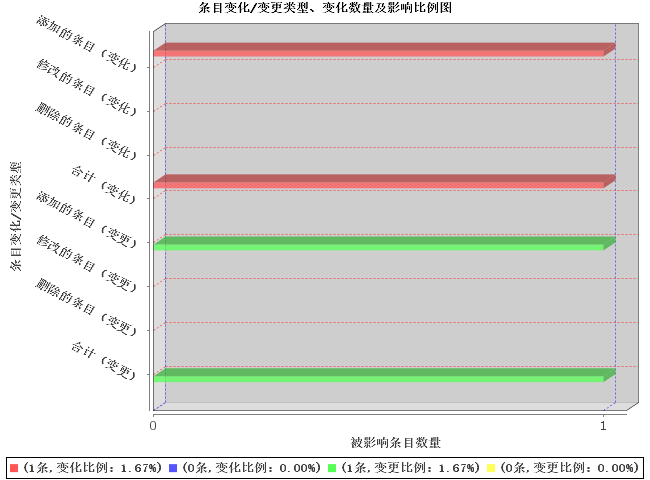 条目变化/变更类型、变化数量及影响比例图
添加的条目（变化）
修改的条目（变化）
删除的条目（变化）
合计（变化）
添加的条目（变更）
修改的条目（变更）
删除的条目（变更）
合计（变更）
条目变化/变更类型
0 1
被影响条目数量
(1条,变化比例: 1.67%) (0条,变化比例: 0.00%) (1条,变更比例: 1.67%) (0条,变更比例: 0.00%)